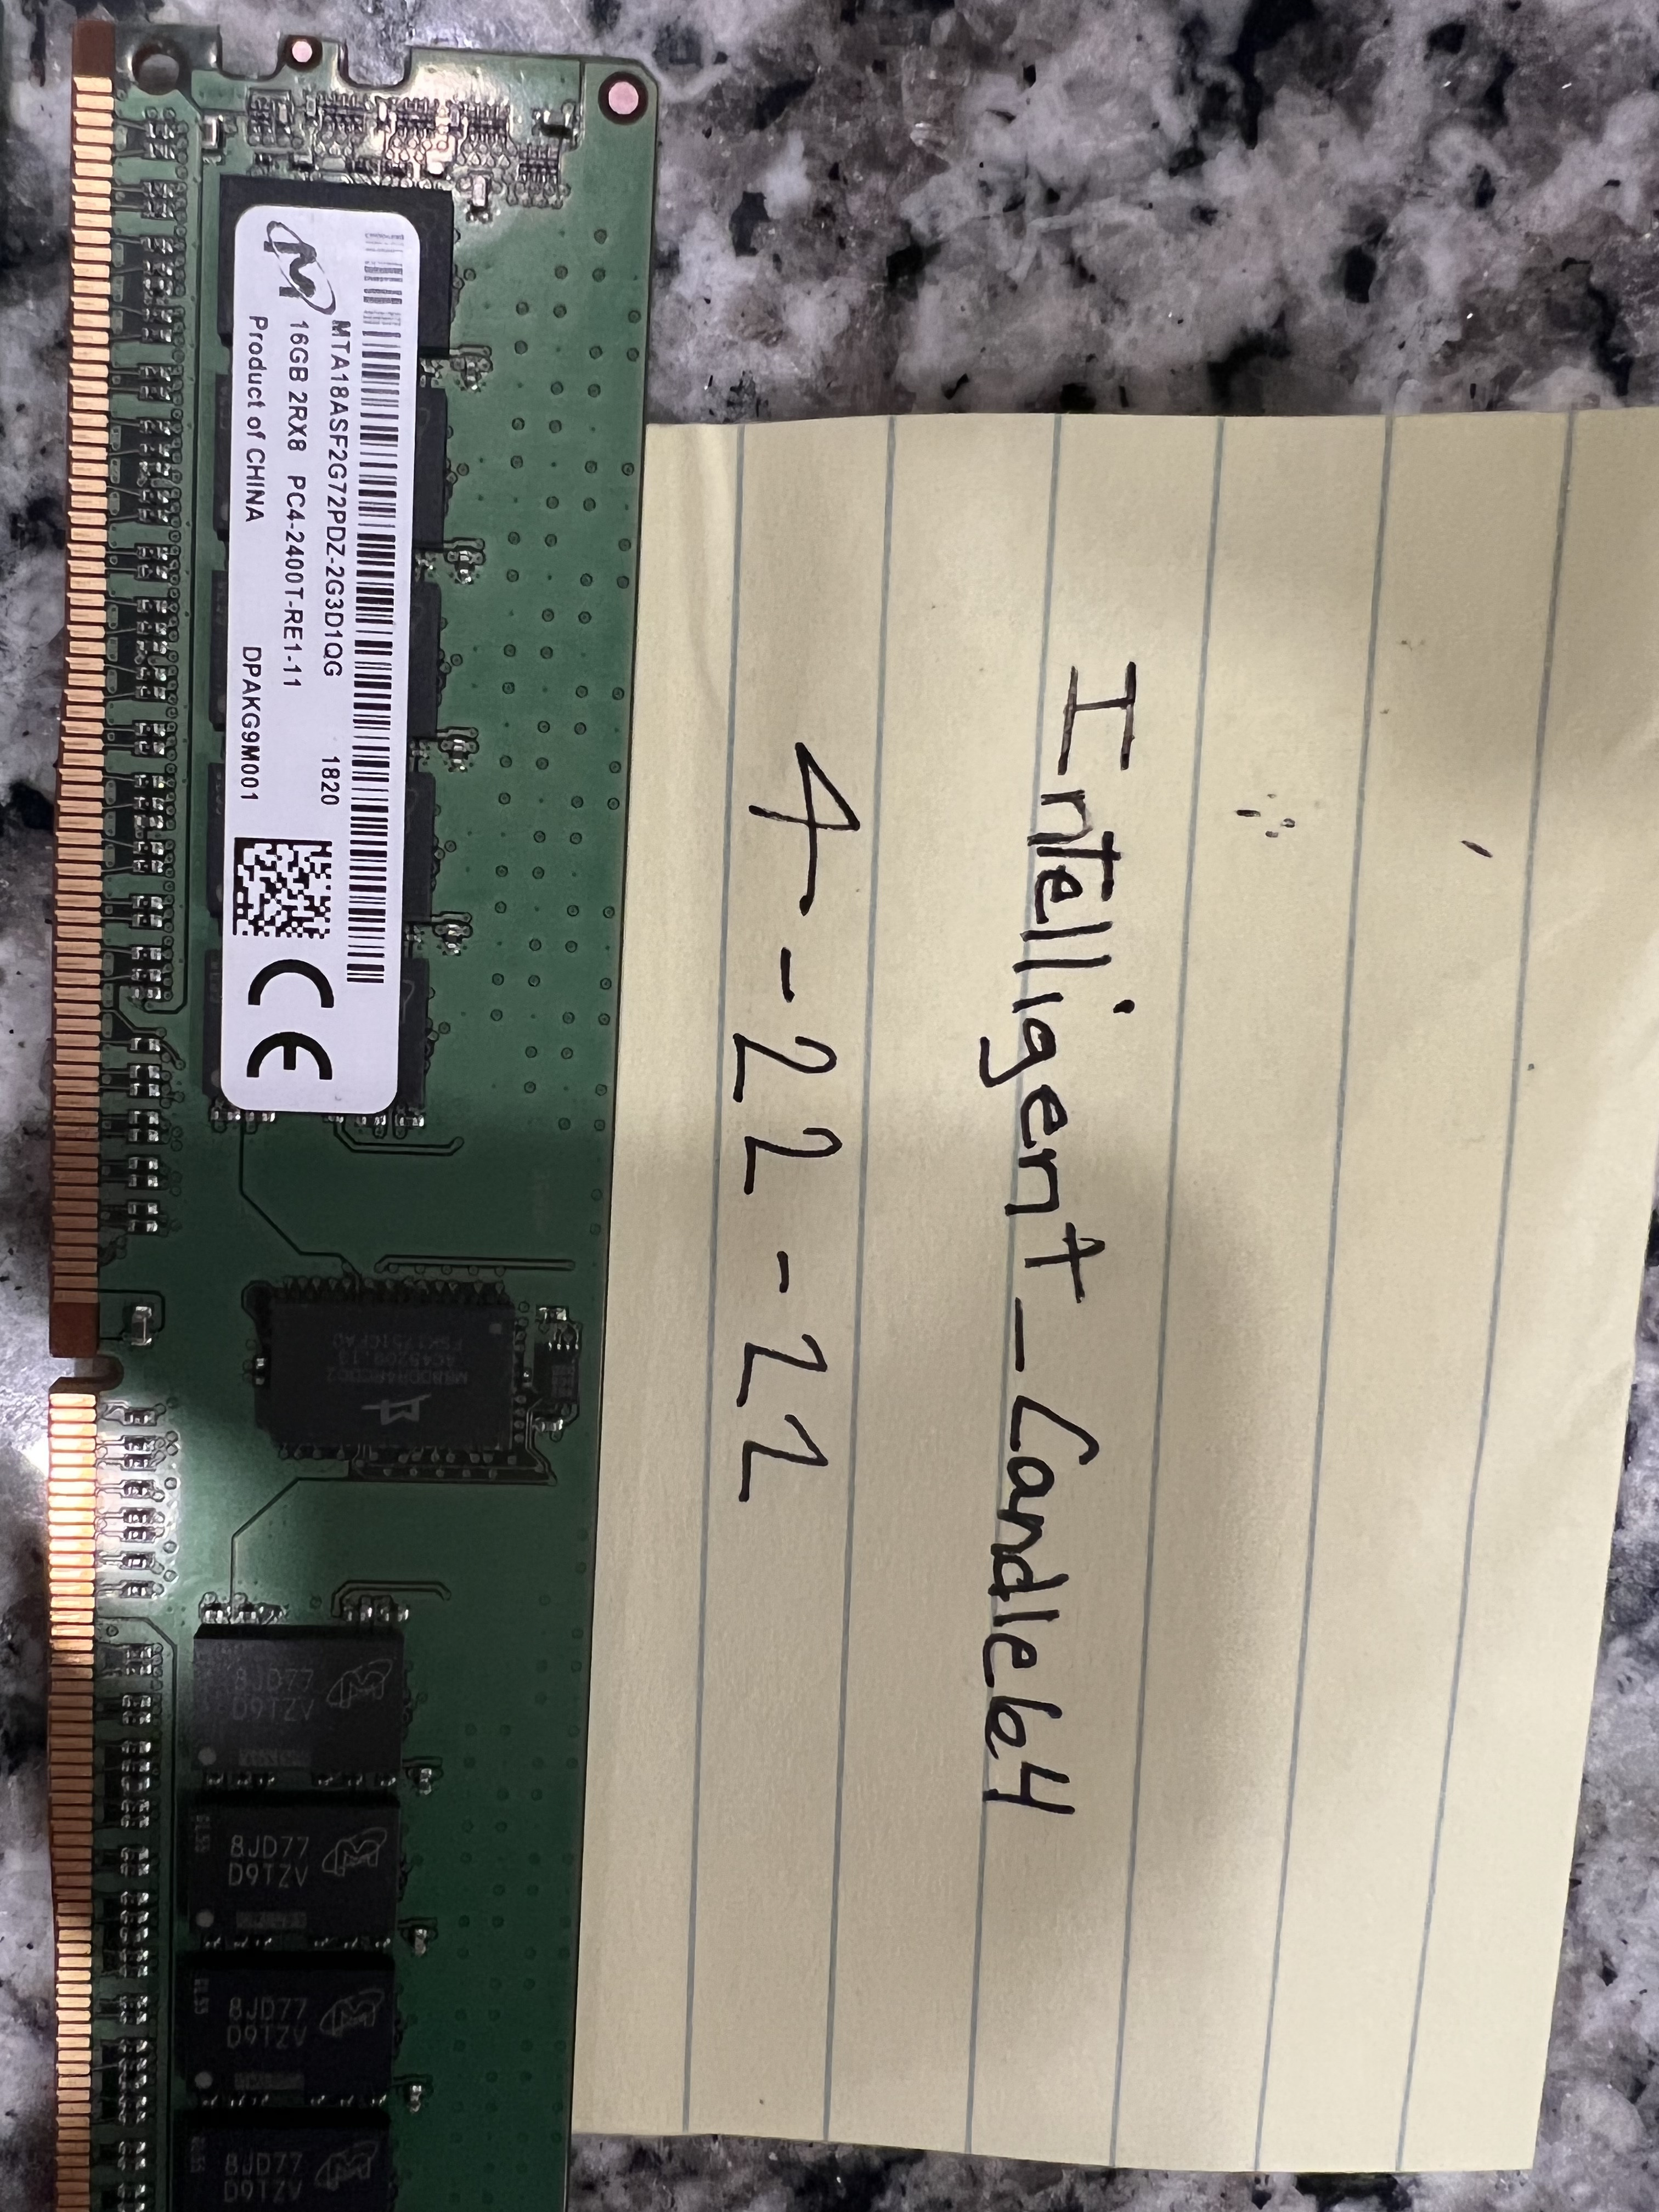 MTA18ASF2G72PDZ-2G3D1QG 1820
16GB 2RX8 PC4-2400T-RE1-11
Product of CHINA DPAKG9M001
CE
Intelligent_Candle64
4-22-22
8JD77
D9TZV
8JD77
D9TZV
8JD77
D9TZV
8JD77
D9TZV